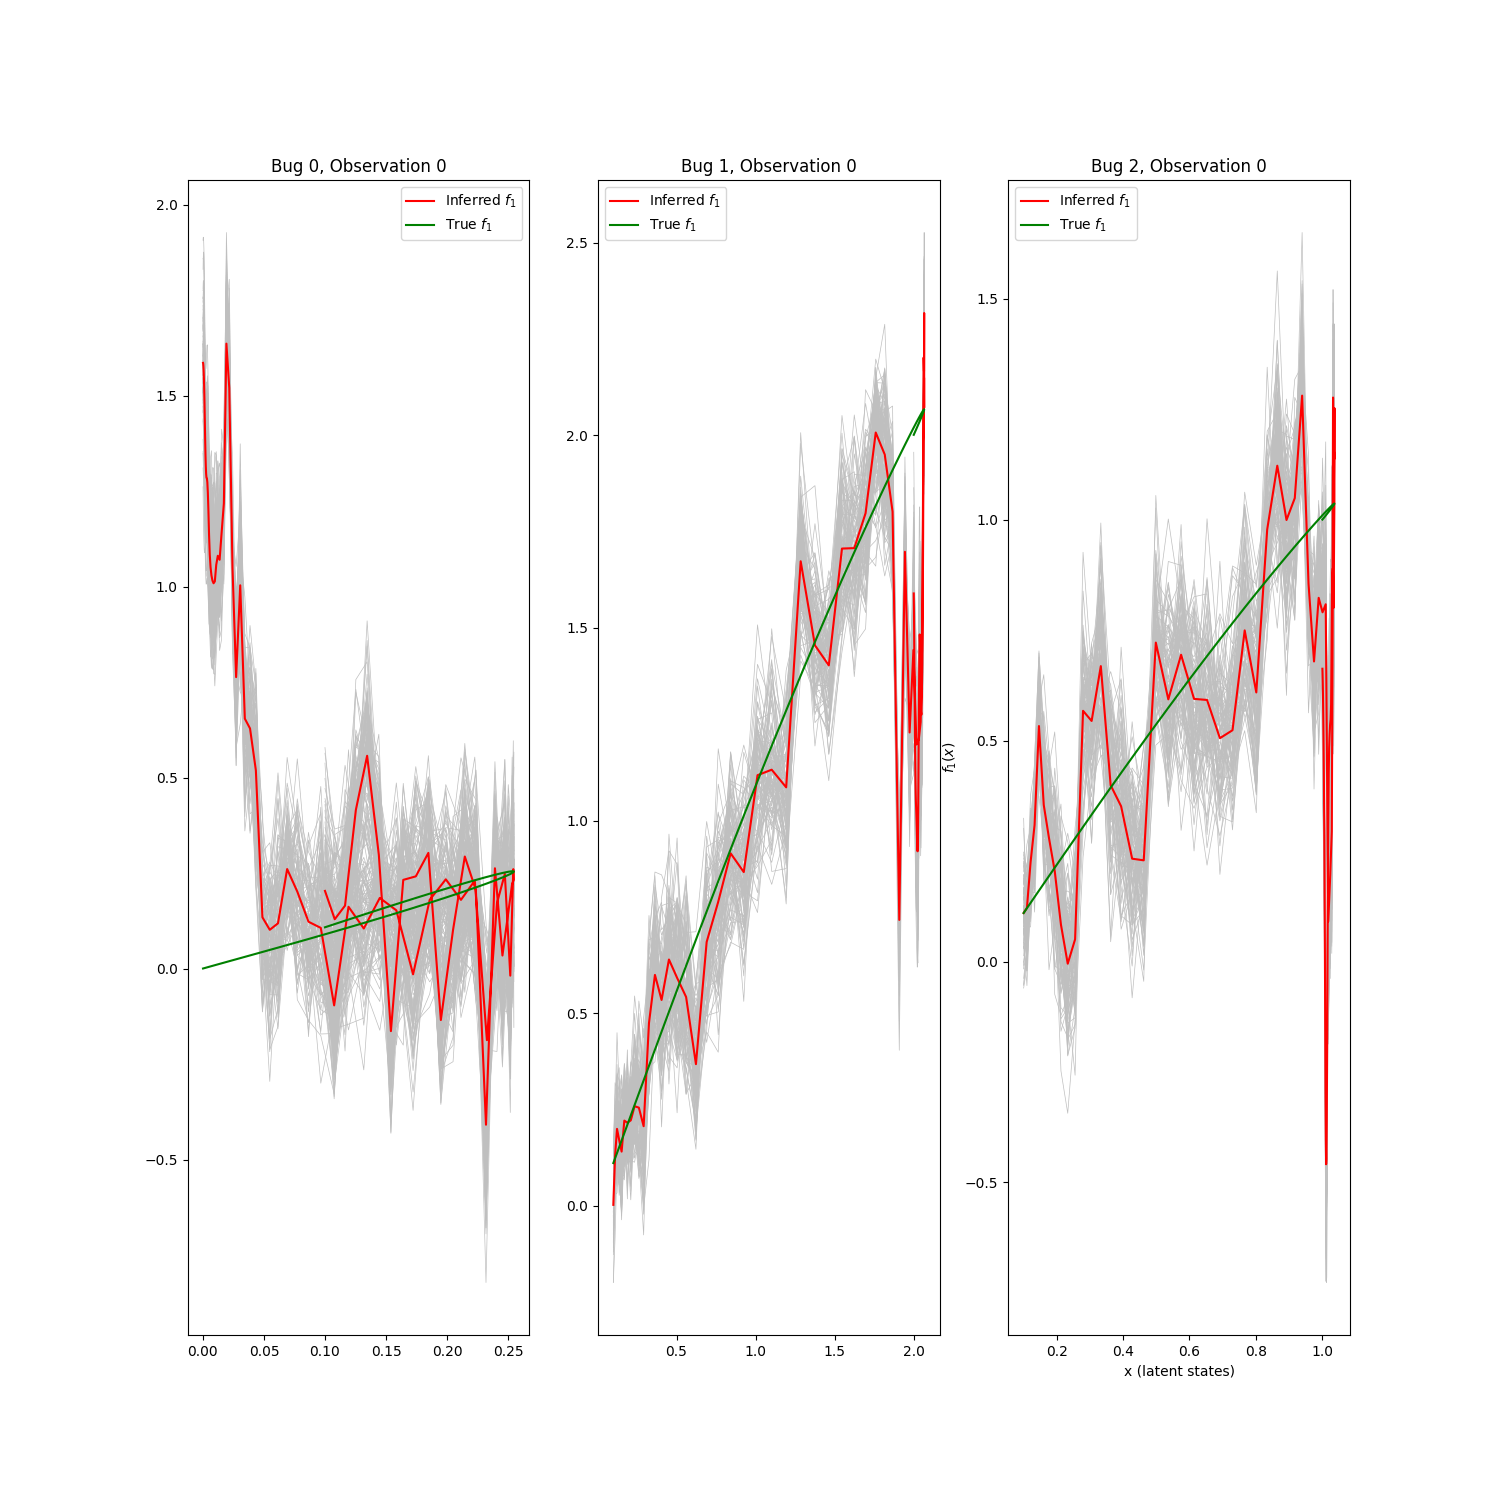 Bug 0, Observation 0
Inferred f₁
True f₁
2.0
1.5
1.0
0.5
0.0
−0.5
0.00 0.05 0.10 0.15 0.20 0.25
Bug 1, Observation 0
Inferred f₁
True f₁
2.5
2.0
1.5
1.0
0.5
0.0
0.5 1.0 1.5 2.0
Bug 2, Observation 0
Inferred f₁
True f₁
f₁(x)
1.5
1.0
0.5
0.0
−0.5
0.2 0.4 0.6 0.8 1.0
x (latent states)